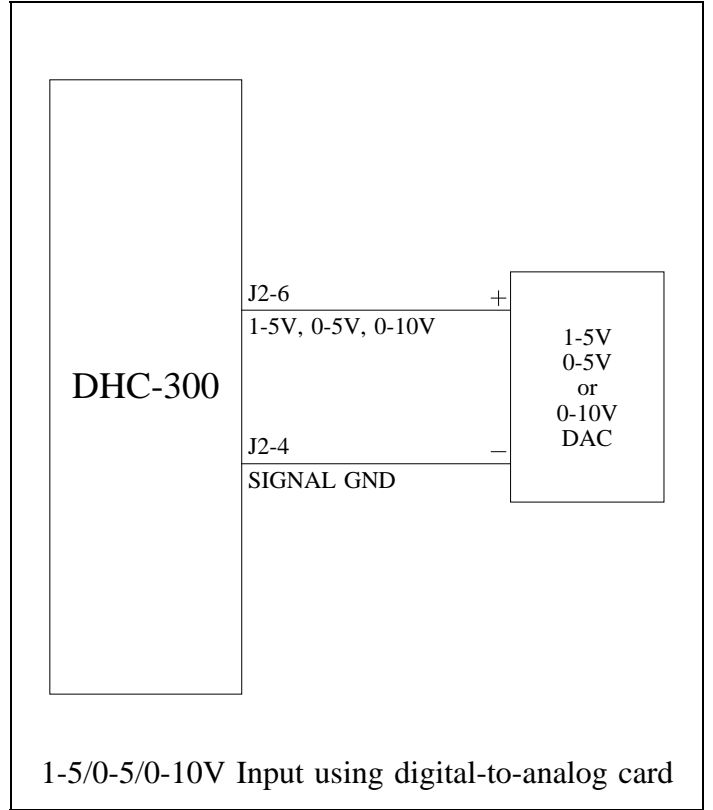 DHC-300
J2-6
+
1-5V, 0-5V, 0-10V
J2-4
−
SIGNAL GND
1-5V
0-5V
or
0-10V
DAC
1-5/0-5/0-10V Input using digital-to-analog card